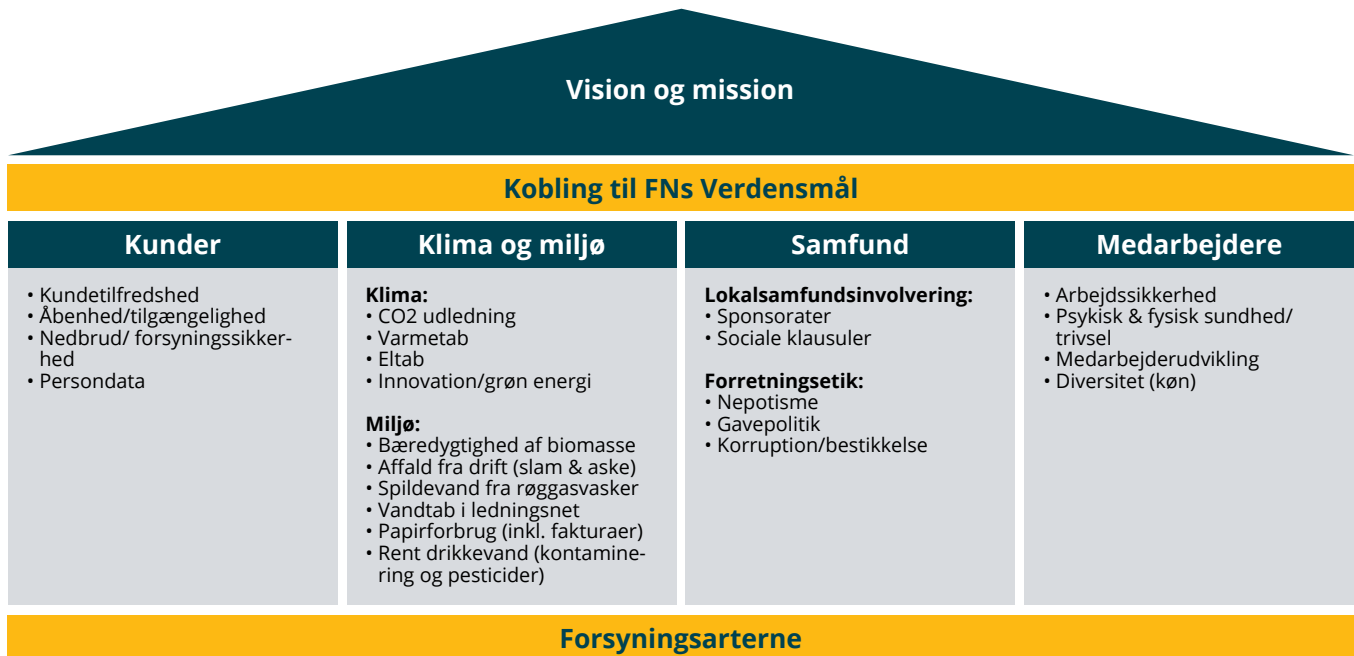 Vision og mission
Kobling til FNs Verdensmål
Kunder
• Kundetilfredshed
• Åbenhed/tilgængelighed
• Nedbrud/ forsyningssikker-
hed
• Persondata
Klima og miljø
Klima:
• CO2 udledning
• Varmetab
• Eltab
• Innovation/grøn energi
Miljø:
• Bæredygtighed af biomasse
• Affald fra drift (slam & aske)
• Spildevand fra røggasvasker
• Vandtab i ledningsnet
• Papirforbrug (inkl. fakturaer)
• Rent drikkevand (kontamine-
ring og pesticider)
Samfund
Lokalsamfundsinvolvering:
• Sponsorater
• Sociale klausuler
Forretningsetik:
• Nepotisme
• Gavepolitik
• Korruption/bestikkelse
Medarbejdere
• Arbejdssikkerhed
• Psykisk & fysisk sundhed/
trivsel
• Medarbejderudvikling
• Diversitet (køn)
Forsyningsarterne